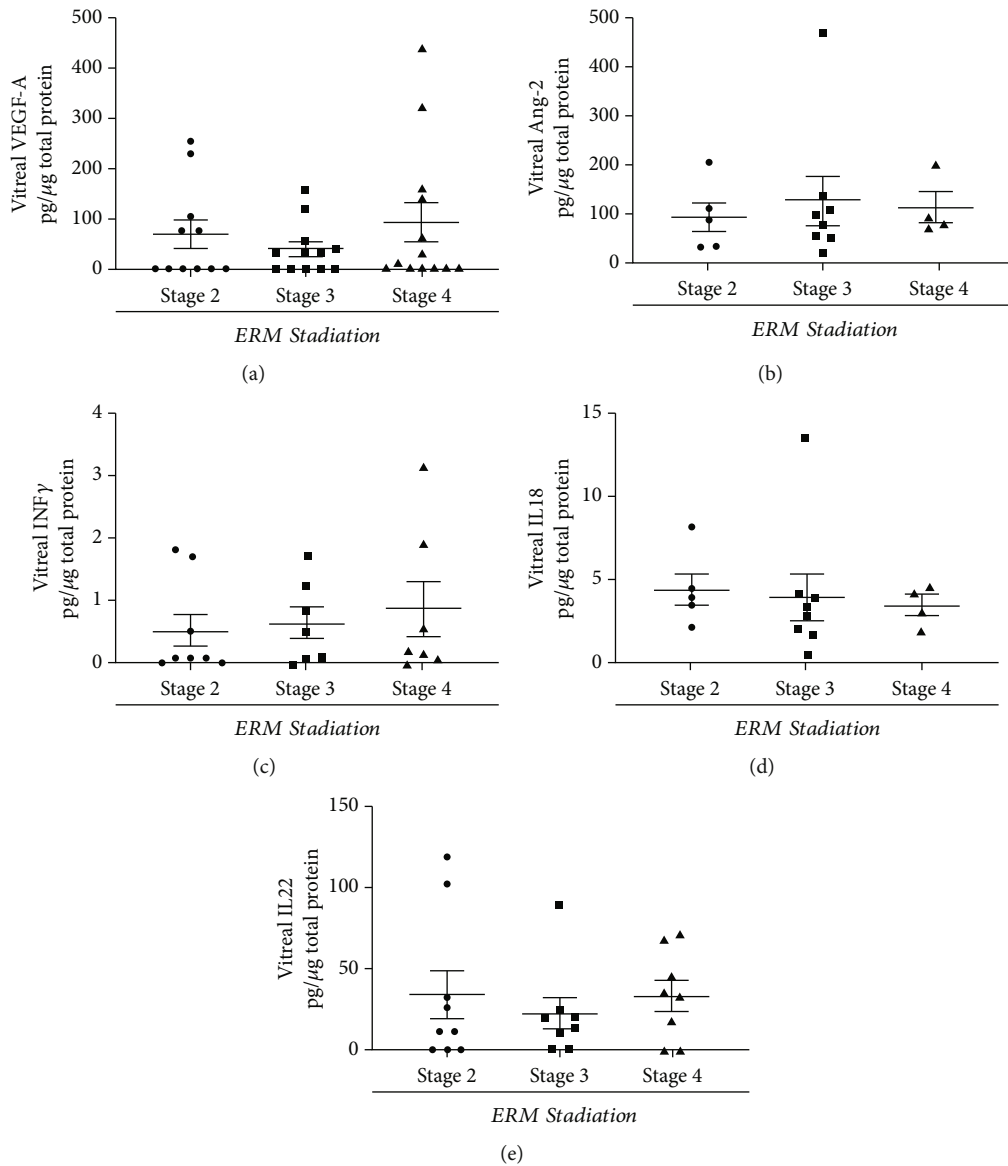 Vitreal VEGF-A
pg/μg total protein
500
400
300
200
100
0
Stage 2 Stage 3 Stage 4
ERM Stadiation
(a)
Vitreal Ang-2
pg/μg total protein
500
400
300
200
100
0
Stage 2 Stage 3 Stage 4
ERM Stadiation
(b)
Vitreal INFγ
pg/μg total protein
4
3
2
1
0
Stage 2 Stage 3 Stage 4
ERM Stadiation
(c)
Vitreal IL18
pg/μg total protein
15
10
5
0
Stage 2 Stage 3 Stage 4
ERM Stadiation
(d)
Vitreal IL22
pg/μg total protein
150
100
50
0
Stage 2 Stage 3 Stage 4
ERM Stadiation
(e)